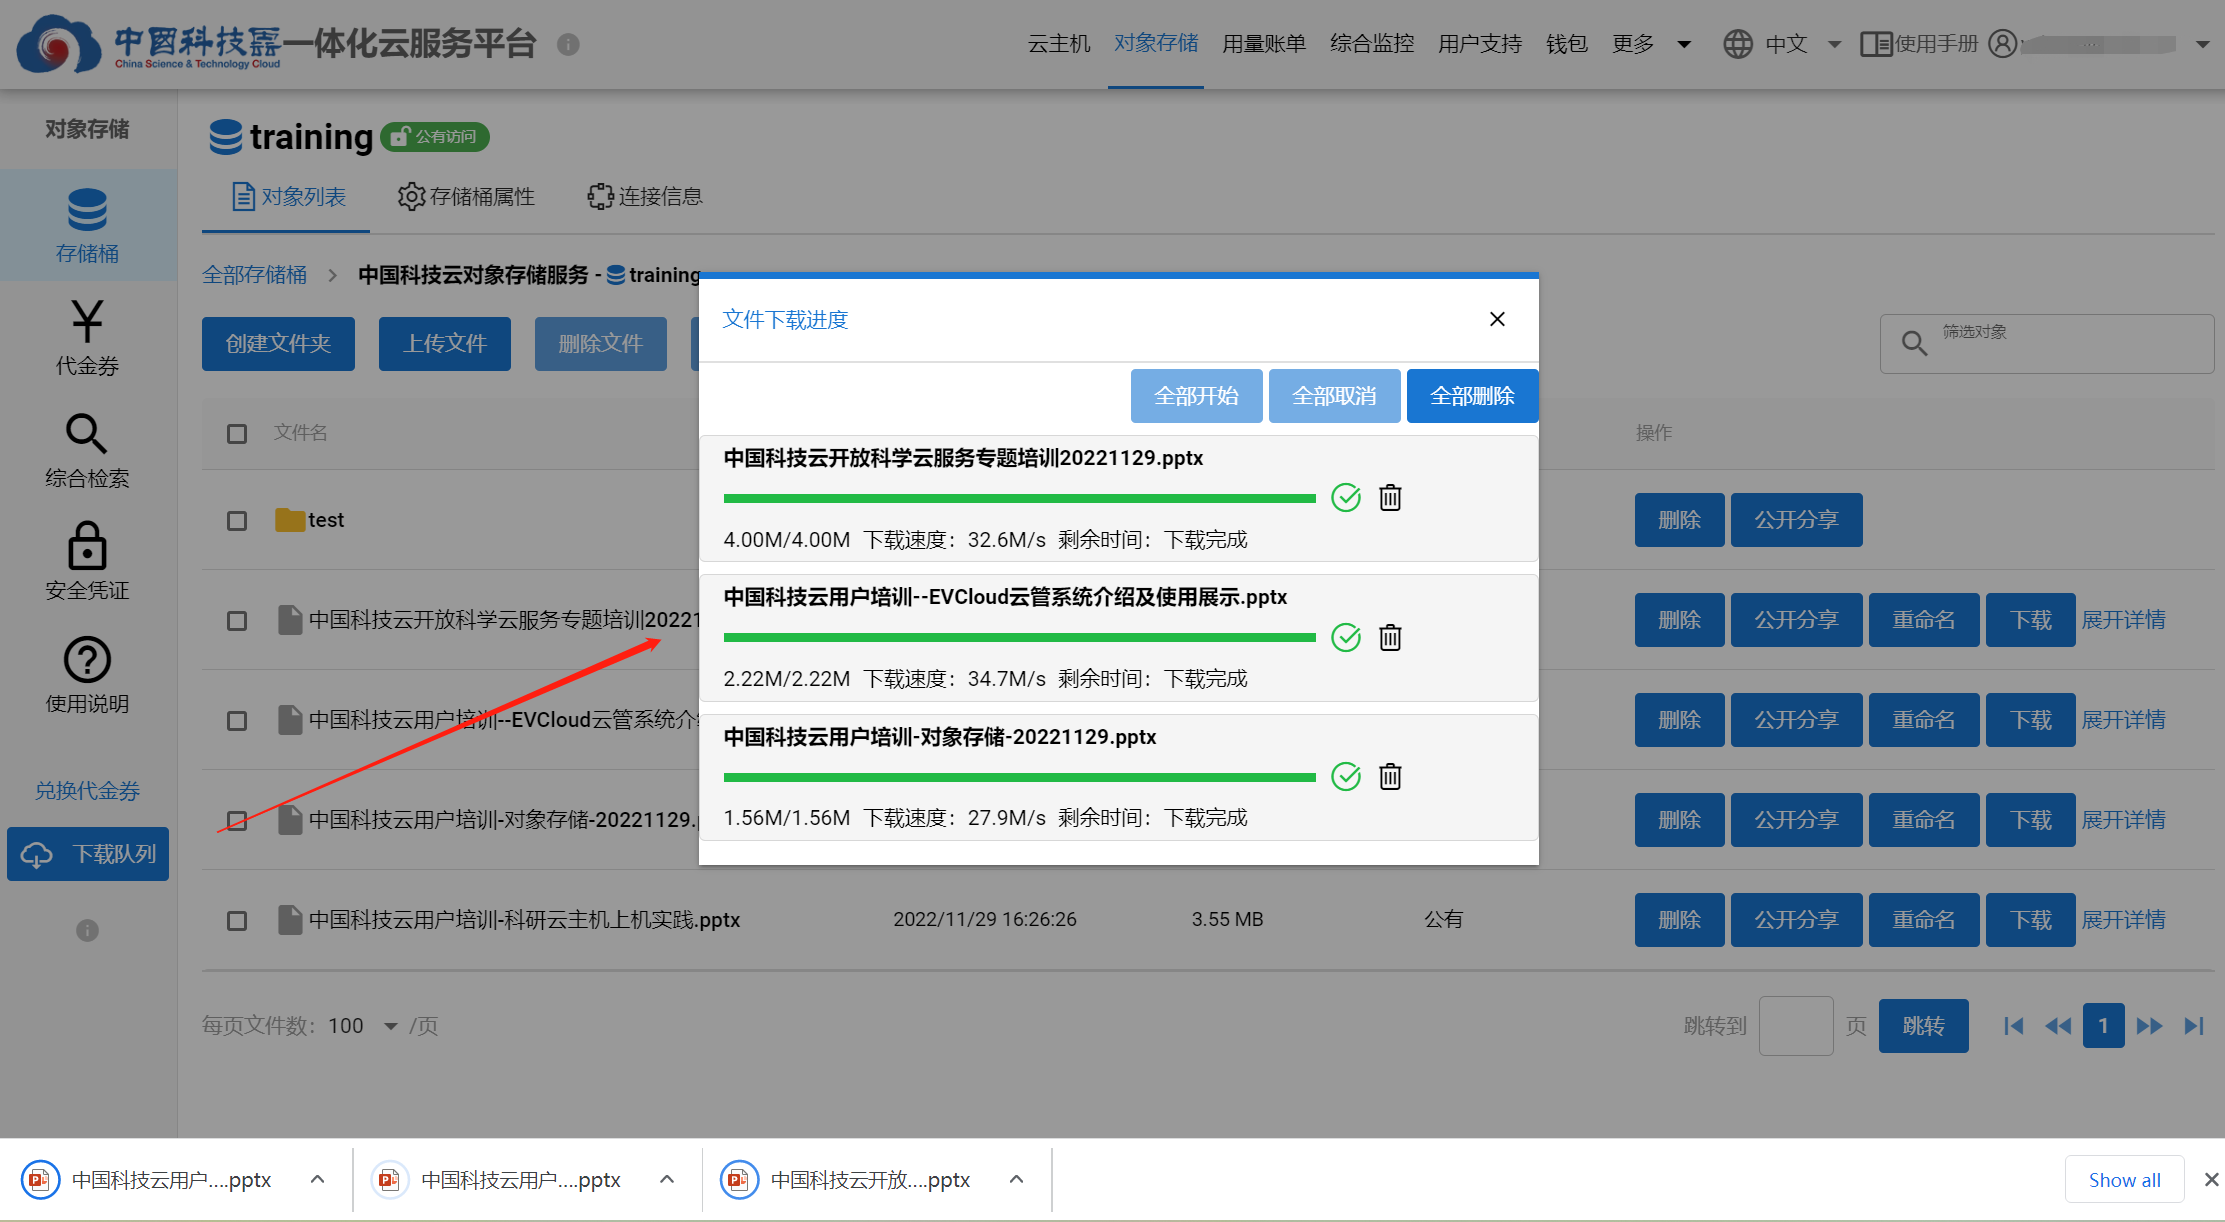 中国科技云一体化云服务平台
China Science & Technology Cloud
云主机 对象存储 用量账单 综合监控 用户支持 钱包 更多 中文 使用手册
对象存储
存储桶
代金券
综合检索
安全凭证
使用说明
兑换代金券
下载队列
training 公有访问
对象列表 存储桶属性 连接信息
全部存储桶 中国科技云对象存储服务 - training
创建文件夹 上传文件 删除文件
筛选对象
文件名 操作
test 删除 公开分享
中国科技云开放科学云服务专题培训20221 删除 公开分享 重命名 下载 展开详情
中国科技云用户培训--EVCloud云管系统介 删除 公开分享 重命名 下载 展开详情
中国科技云用户培训-对象存储-20221129. 删除 公开分享 重命名 下载 展开详情
中国科技云用户培训-科研云主机上机实践.pptx 2022/11/29 16:26:26 3.55 MB 公有 删除 公开分享 重命名 下载 展开详情
每页文件数: 100 /页
跳转到 页 跳转 1
文件下载进度
全部开始 全部取消 全部删除
中国科技云开放科学云服务专题培训20221129.pptx
4.00M/4.00M 下载速度：32.6M/s 剩余时间：下载完成
中国科技云用户培训--EVCloud云管系统介绍及使用展示.pptx
2.22M/2.22M 下载速度：34.7M/s 剩余时间：下载完成
中国科技云用户培训-对象存储-20221129.pptx
1.56M/1.56M 下载速度：27.9M/s 剩余时间：下载完成
中国科技云用户....pptx 中国科技云用户....pptx 中国科技云开放....pptx Show all